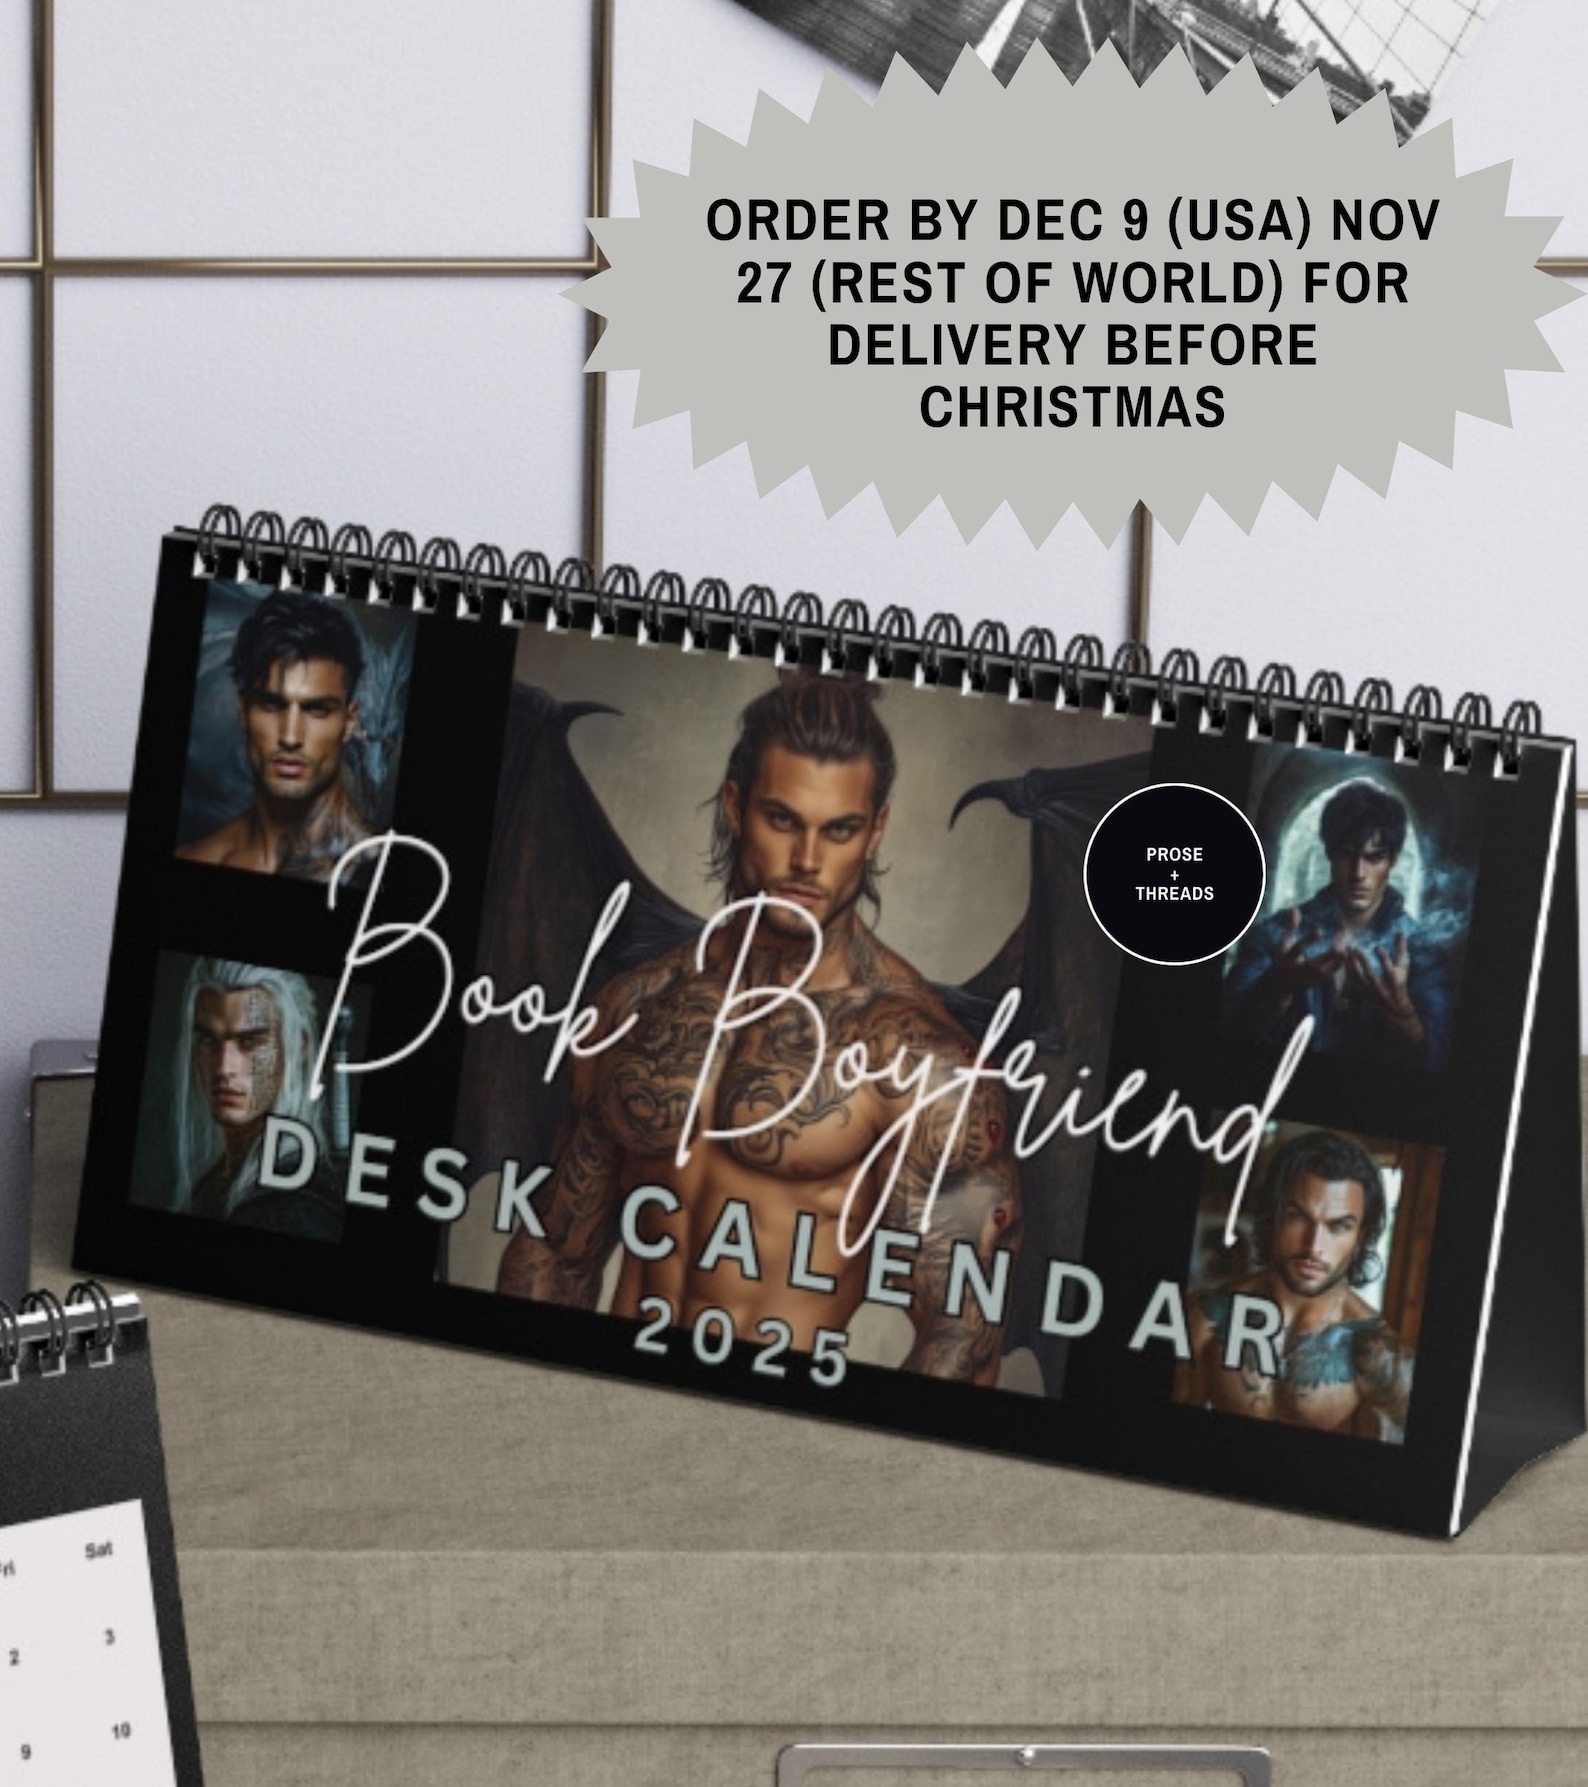 ORDER BY DEC 9 (USA) NOV
27 (REST OF WORLD) FOR
DELIVERY BEFORE
CHRISTMAS
PROSE
+
THREADS
Book Boyfriend
DESK CALENDAR
2025
Fri Sat
2 3
9 10